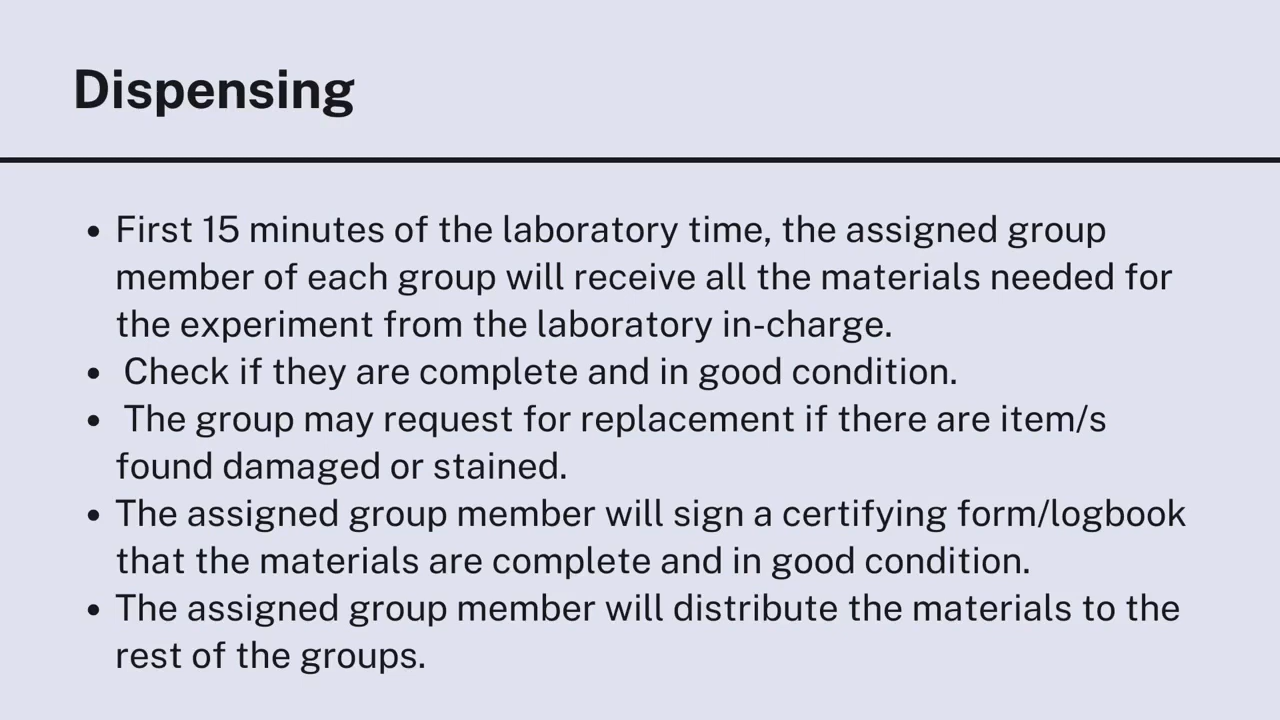 Dispensing
• First 15 minutes of the laboratory time, the assigned group
member of each group will receive all the materials needed for
the experiment from the laboratory in-charge.
• Check if they are complete and in good condition.
• The group may request for replacement if there are item/s
found damaged or stained.
• The assigned group member will sign a certifying form/logbook
that the materials are complete and in good condition.
• The assigned group member will distribute the materials to the
rest of the groups.